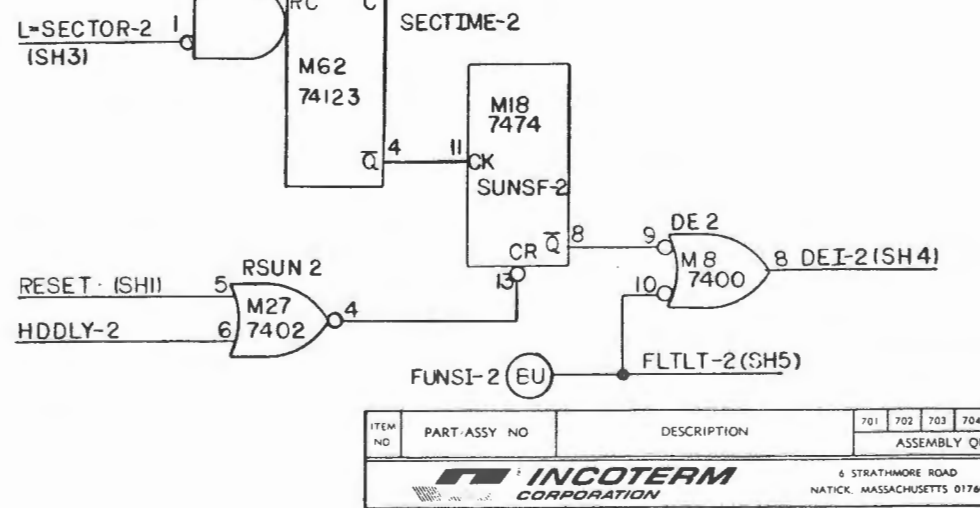 RC C
L=SECTOR-2 1
(SH3)
SECTIME-2
M62
74123
Q 4 11 CK
M18
7474
SUNSF-2
Q 8 9
CR
13
DE 2
M8
7400
10
8 DEI-2(SH4)
RSUN 2
RESET· (SH1) 5
M27
7402
4
HDDLY-2 6
FUNSI-2 EU
FLTLT-2(SH5)
ITEM NO PART-ASSY NO DESCRIPTION 701 702 703 704
ASSEMBLY
INCOTERM
CORPORATION
6 STRATHMORE ROAD
NATICK, MASSACHUSETTS